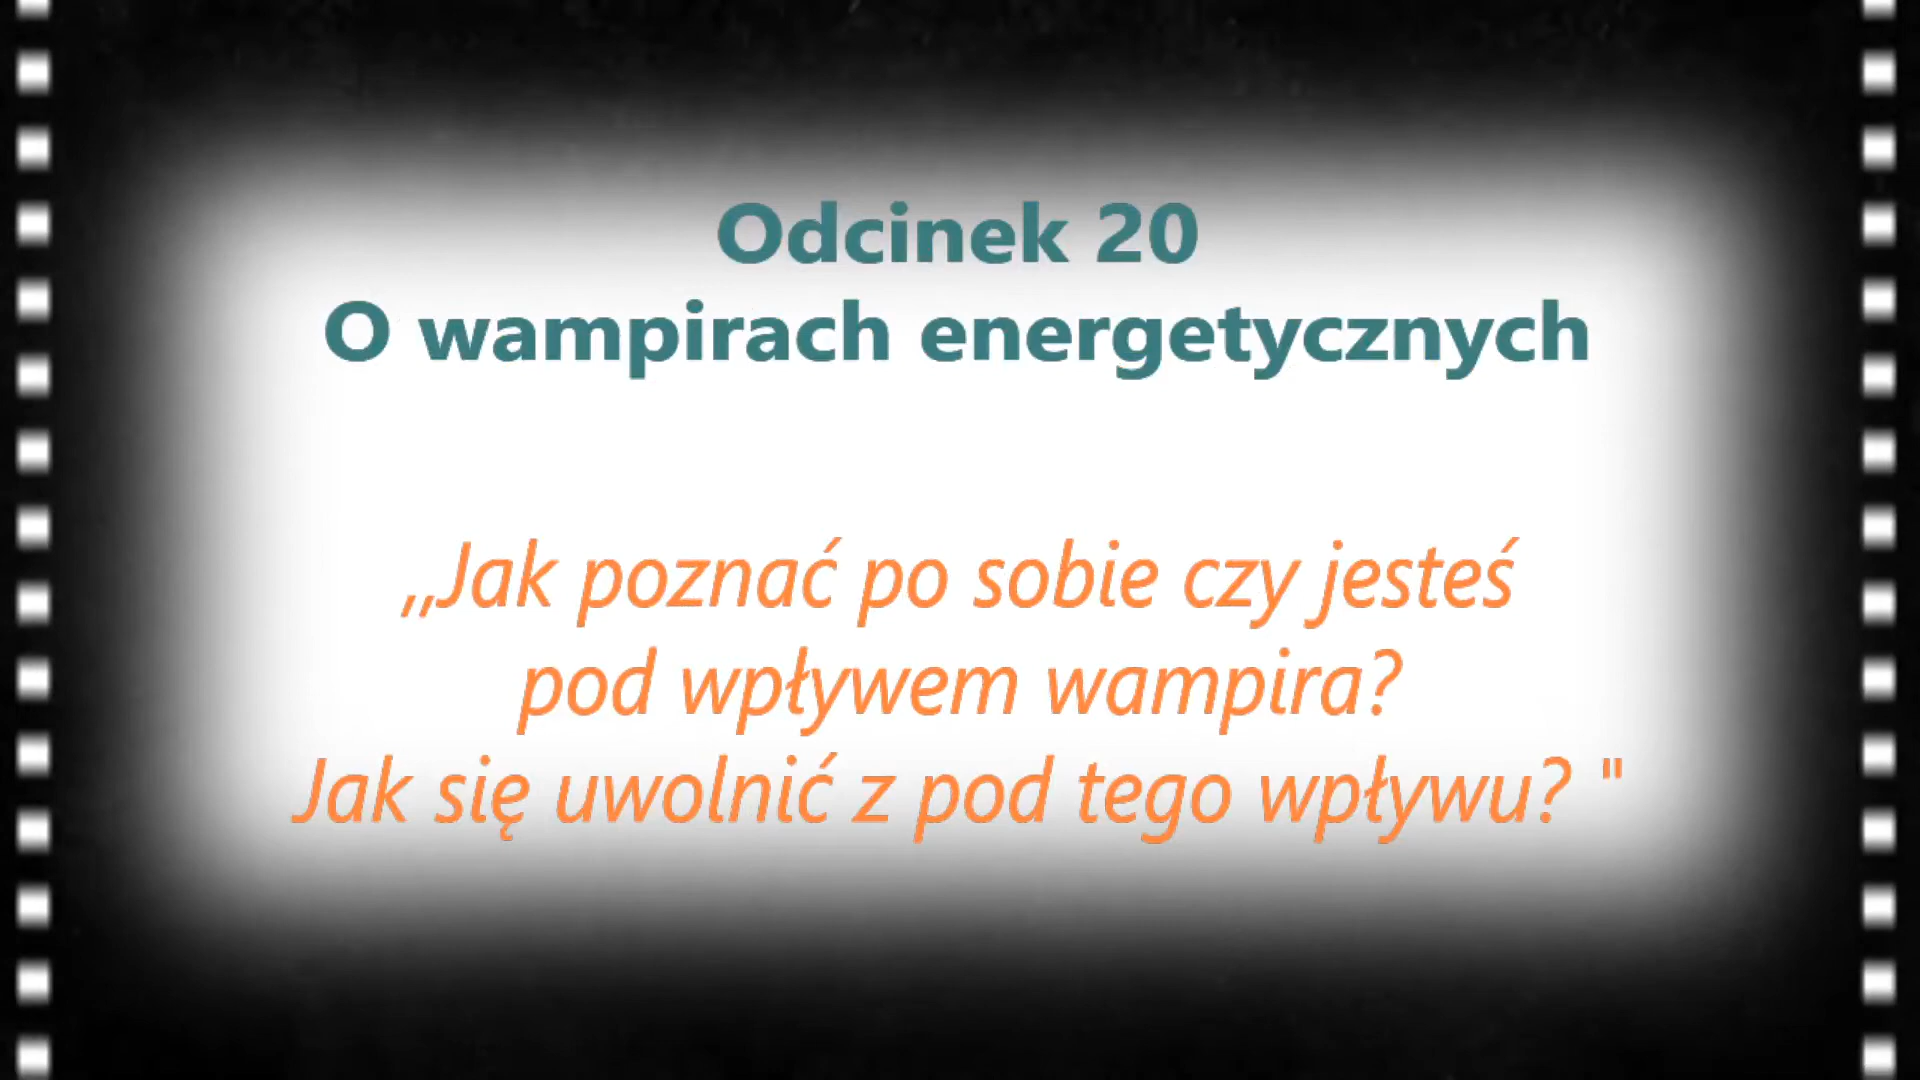 Odcinek 20
O wampirach energetycznych
,,Jak poznać po sobie czy jesteś
pod wpływem wampira?
Jak się uwolnić z pod tego wpływu? "